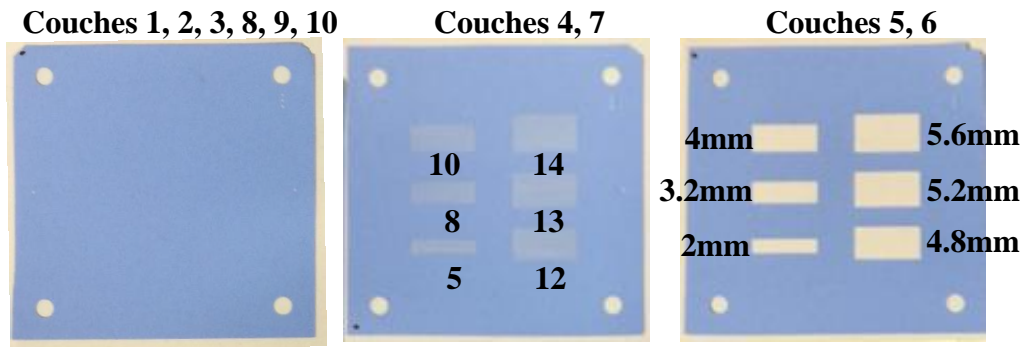 Couches 1, 2, 3, 8, 9, 10
Couches 4, 7
Couches 5, 6
10 14
8 13
5 12
4mm 5.6mm
3.2mm 5.2mm
2mm 4.8mm